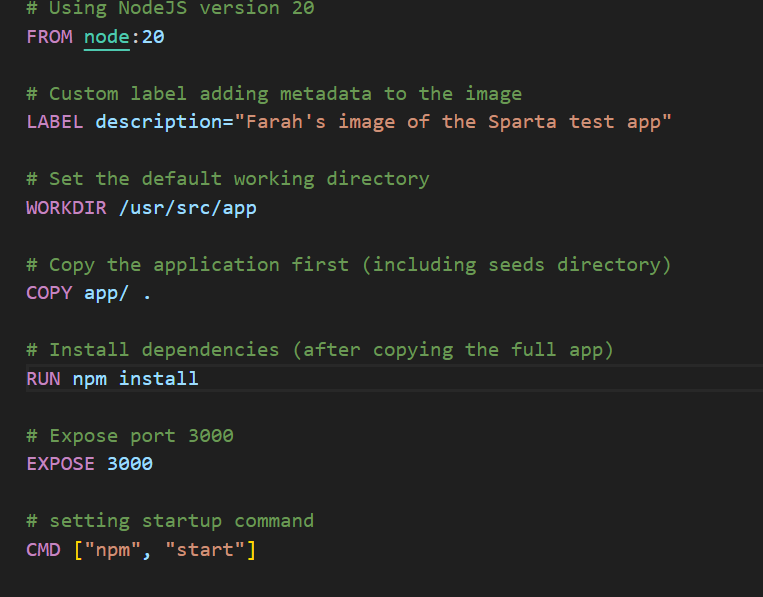 # Using NodeJS version 20
FROM node:20
# Custom label adding metadata to the image
LABEL description="Farah's image of the Sparta test app"
# Set the default working directory
WORKDIR /usr/src/app
# Copy the application first (including seeds directory)
COPY app/ .
# Install dependencies (after copying the full app)
RUN npm install
# Expose port 3000
EXPOSE 3000
# setting startup command
CMD ["npm", "start"]